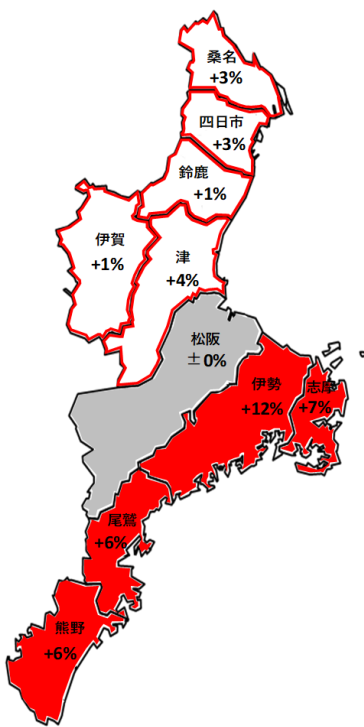 桑名
+3%
四日市
+3%
鈴鹿
+1%
伊賀
+1%
津
+4%
松阪
±0%
伊勢
+12%
志摩
+7%
尾鷲
+6%
熊野
+6%